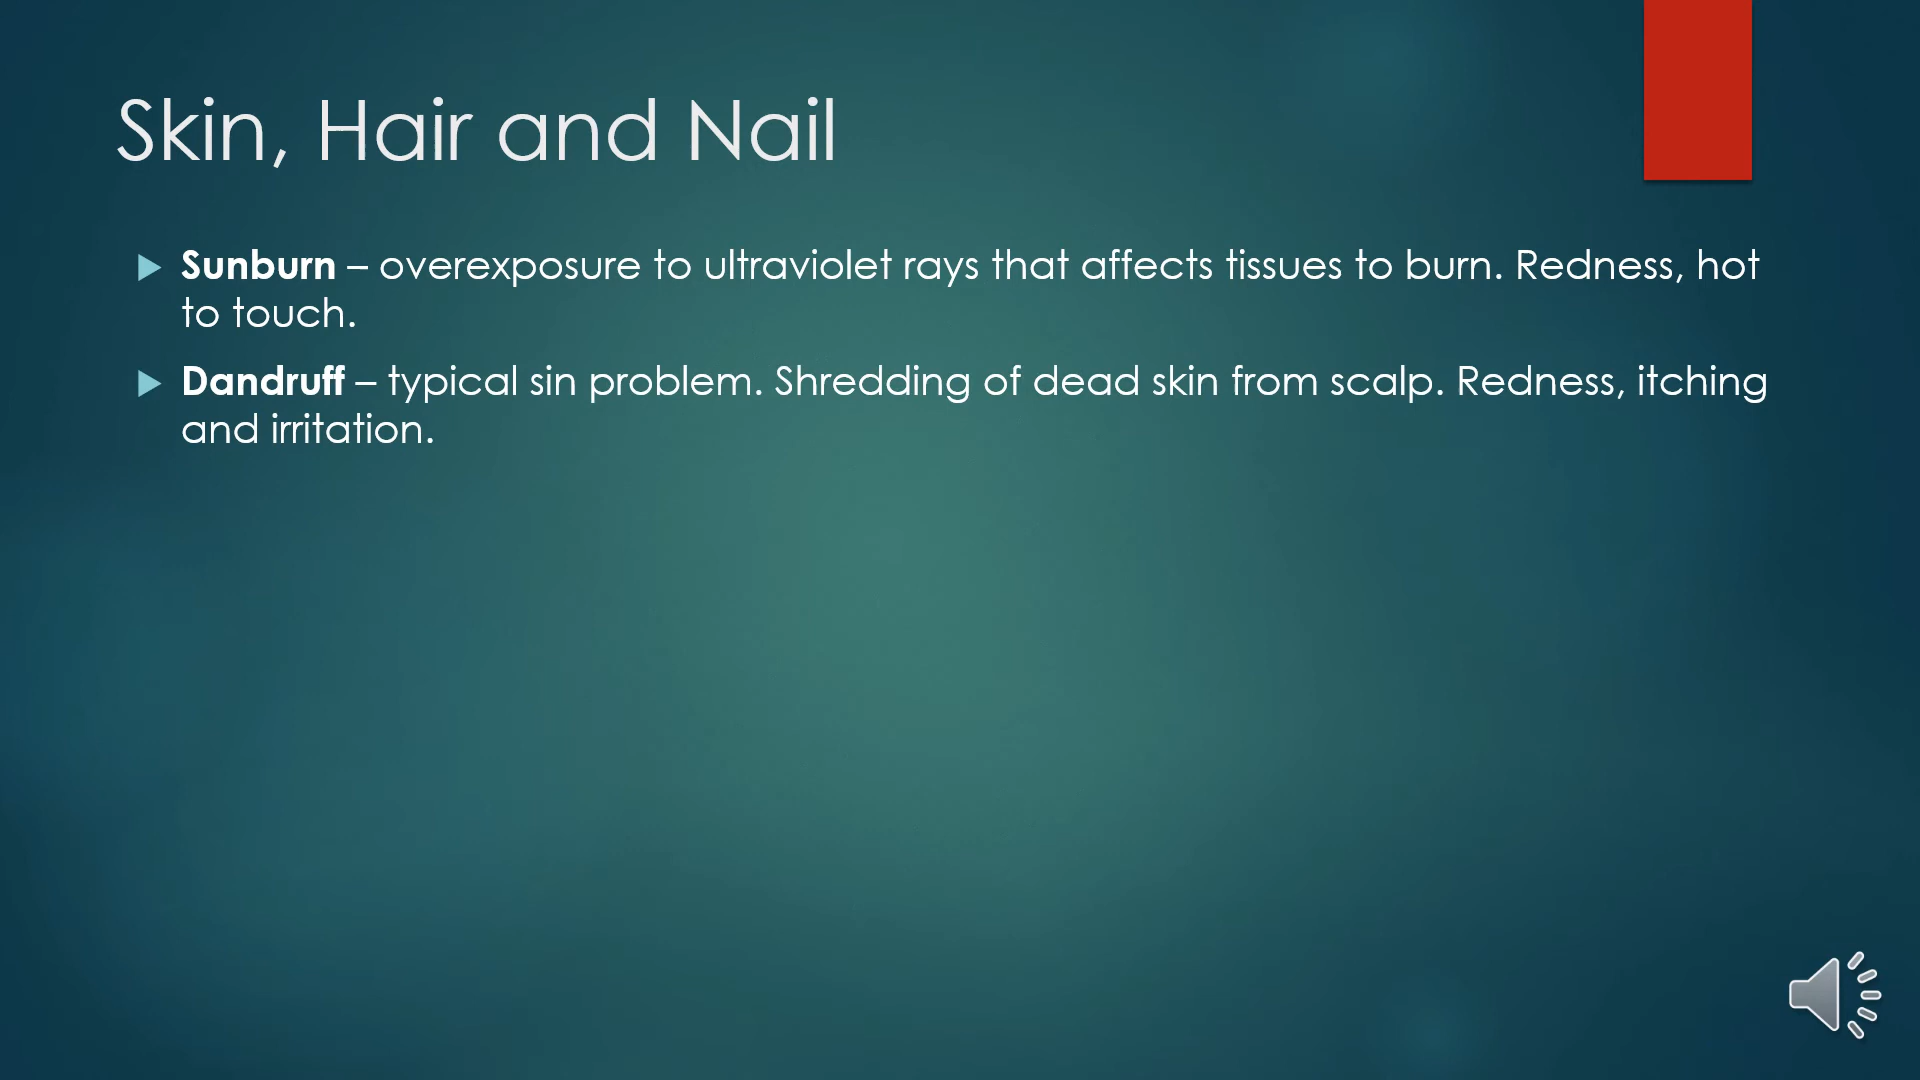 Skin, Hair and Nail
Sunburn – overexposure to ultraviolet rays that affects tissues to burn. Redness, hot
to touch.
Dandruff – typical sin problem. Shredding of dead skin from scalp. Redness, itching
and irritation.